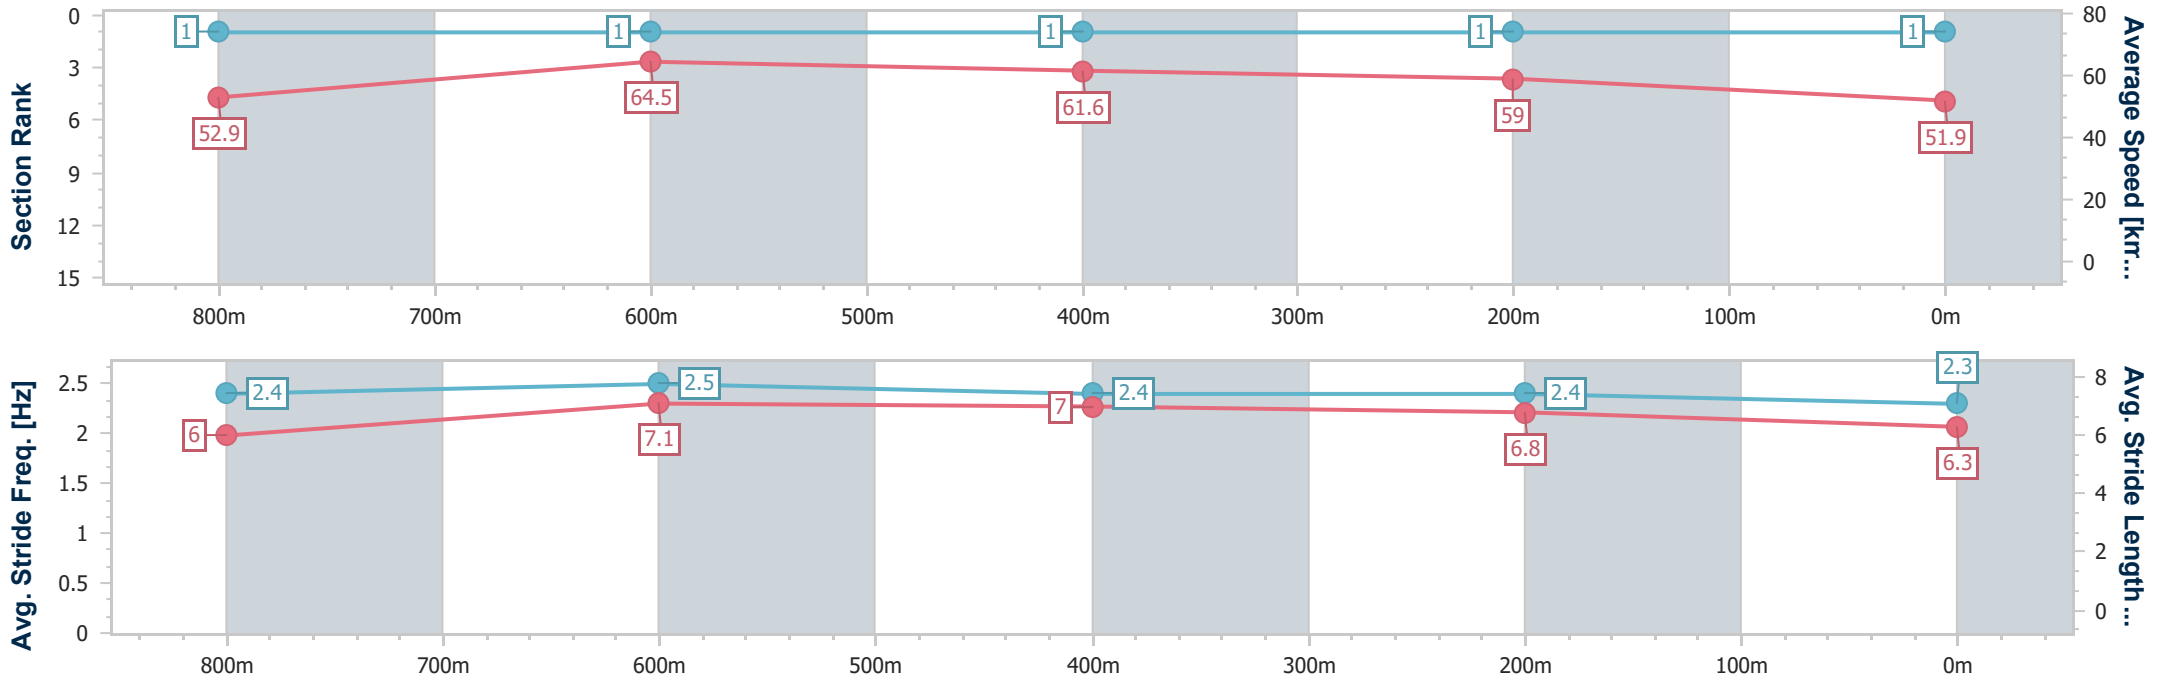 Section Rank
0
3
6
9
12
15
1
1
1
1
1
52.9
64.5
61.6
59
51.9
80
60
40
20
0
Average Speed [km...
800m
700m
600m
500m
400m
300m
200m
100m
0m
Avg. Stride Freq. [Hz]
2.5
2
1.5
1
0.5
0
2.4
2.5
2.4
2.4
2.3
6
7.1
7
6.8
6.3
8
6
4
2
0
Avg. Stride Length...
800m
700m
600m
500m
400m
300m
200m
100m
0m